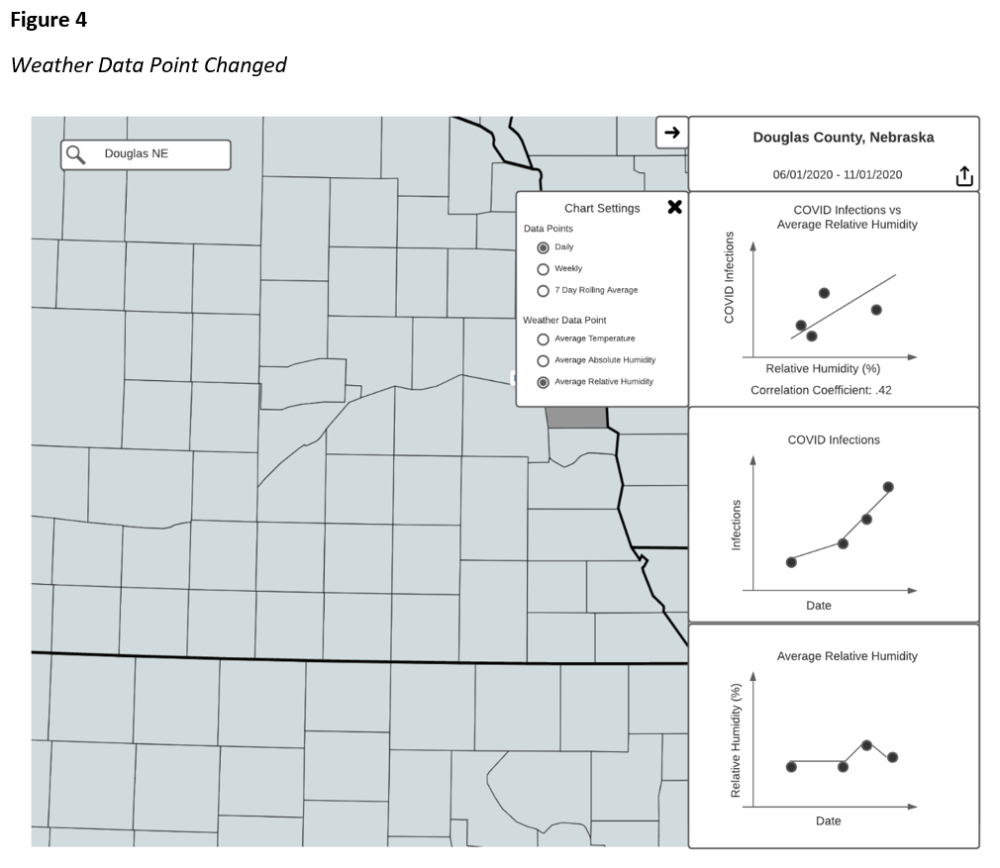 Figure 4
Weather Data Point Changed
Douglas NE
Chart Settings
Data Points
Daily
Weekly
7 Day Rolling Average
Weather Data Point
Average Temperature
Average Absolute Humidity
Average Relative Humidity
Douglas County, Nebraska
06/01/2020 - 11/01/2020
COVID Infections vs
Average Relative Humidity
COVID Infections
Relative Humidity (%)
Correlation Coefficient: .42
COVID Infections
Infections
Date
Average Relative Humidity
Relative Humidity (%)
Date